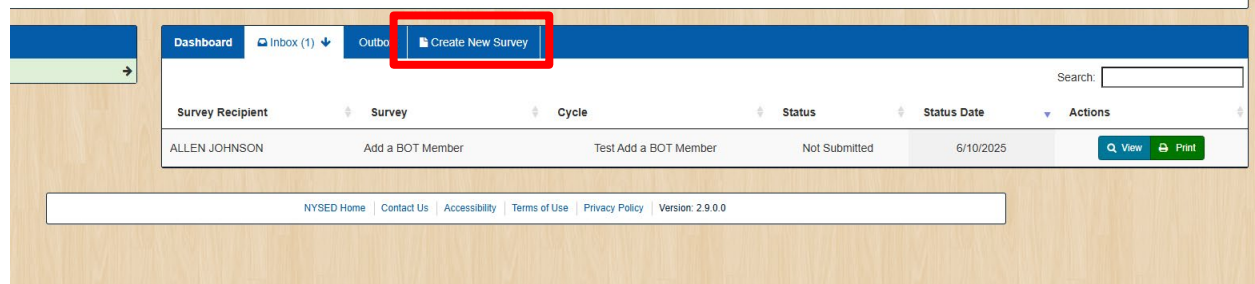 Dashboard Inbox (1) Outbo Create New Survey
Search:
Survey Recipient Survey Cycle Status Status Date Actions
ALLEN JOHNSON Add a BOT Member Test Add a BOT Member Not Submitted 6/10/2025 View Print
NYSED Home | Contact Us | Accessibility | Terms of Use | Privacy Policy | Version: 2.9.0.0